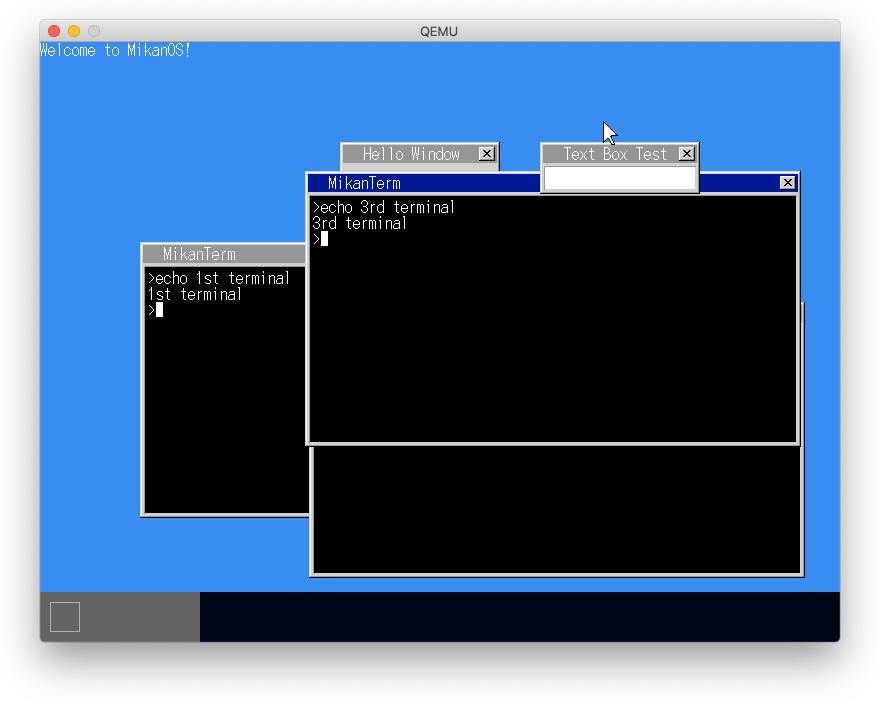 QEMU
Welcome to MikanOS!
Hello Window
Text Box Test
MikanTerm
>echo 3rd terminal
3rd terminal
>
MikanTerm
>echo 1st terminal
1st terminal
>